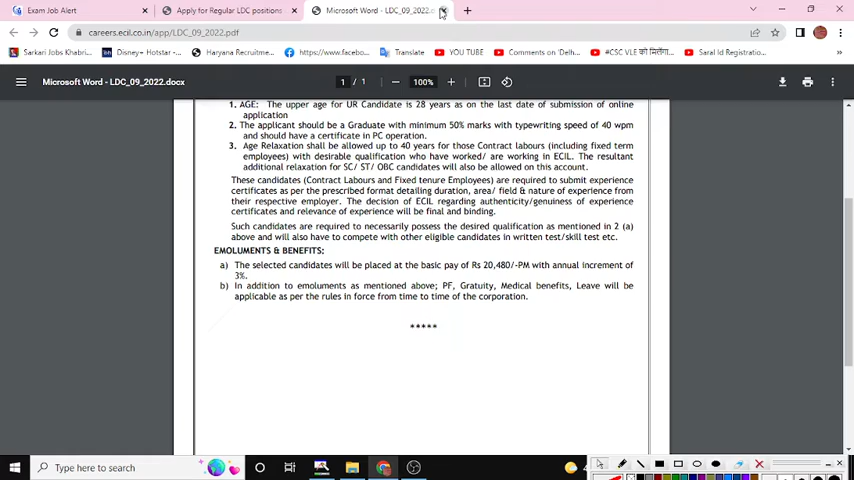 Exam Job Alert
Apply for Regular LDC positions
Microsoft Word - LDC_09_2022.
careers.ecil.co.in/app/LDC_09_2022.pdf
Sarkari Jobs Khabri...
Disney+ Hotstar -...
Haryana Recruitme...
https://www.facebo...
Translate
YOU TUBE
Comments on 'Delh...
#CSC VLE को मिलेगा...
Saral Id Registratio...
Microsoft Word - LDC_09_2022.docx
1 / 1
100%
1. AGE: The upper age for UR Candidate is 28 years as on the last date of submission of online
application
2. The applicant should be a Graduate with minimum 50% marks with typewriting speed of 40 wpm
and should have a certificate in PC operation.
3. Age Relaxation shall be allowed up to 40 years for those Contract labours (including fixed term
employees) with desirable qualification who have worked/ are working in ECIL. The resultant
additional relaxation for SC/ ST/ OBC candidates will also be allowed on this account.
These candidates (Contract Labours and Fixed tenure Employees) are required to submit experience
certificates as per the prescribed format detailing duration, area/ field & nature of experience from
their respective employer. The decision of ECIL regarding authenticity/genuiness of experience
certificates and relevance of experience will be final and binding.
Such candidates are required to necessarily possess the desired qualification as mentioned in 2 (a)
above and will also have to compete with other eligible candidates in written test/skill test etc.
EMOLUMENTS & BENEFITS:
a) The selected candidates will be placed at the basic pay of Rs 20,480/-PM with annual increment of
3%.
b) In addition to emoluments as mentioned above; PF, Gratuity, Medical benefits, Leave will be
applicable as per the rules in force from time to time of the corporation.
*****
Type here to search